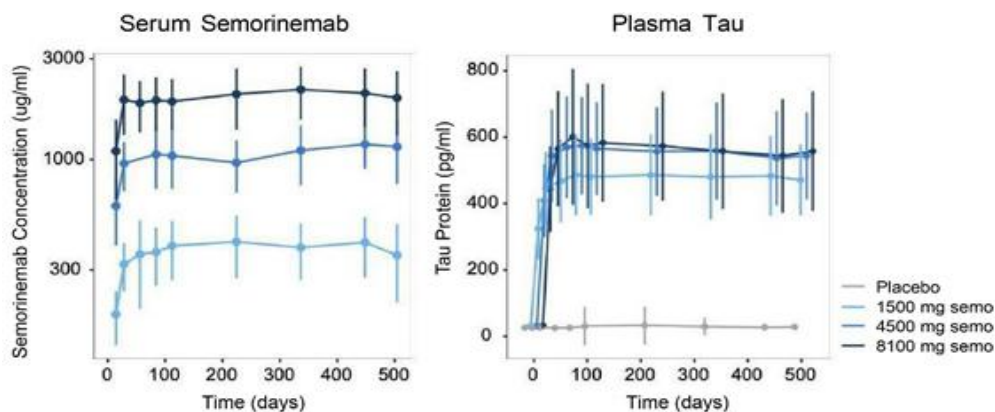 Serum Semorinemab
Semorinemab Concentration (ug/ml)
3000
1000
300
0 100 200 300 400 500
Time (days)
Plasma Tau
Tau Protein (pg/ml)
800
600
400
200
0
0 100 200 300 400 500
Time (days)
Placebo
1500 mg semo
4500 mg semo
8100 mg semo